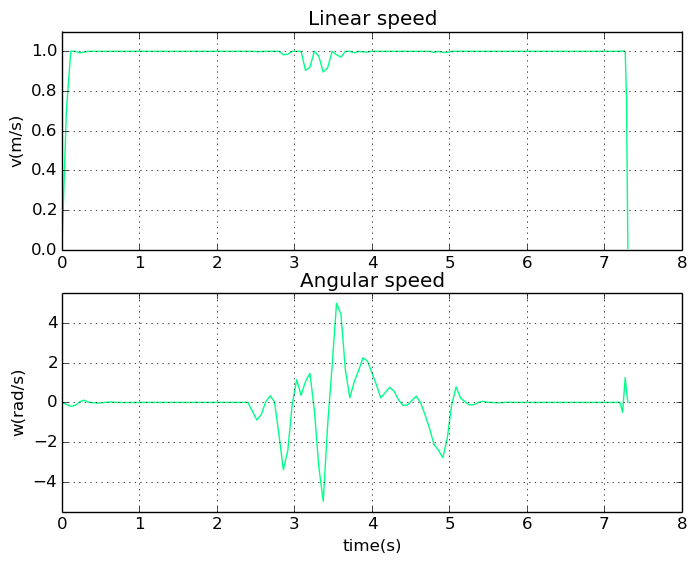 Linear speed
1.0
0.8
0.6
0.4
0.2
0.0
v(m/s)
0 1 2 3 4 5 6 7 8
Angular speed
4
2
0
−2
−4
w(rad/s)
0 1 2 3 4 5 6 7 8
time(s)